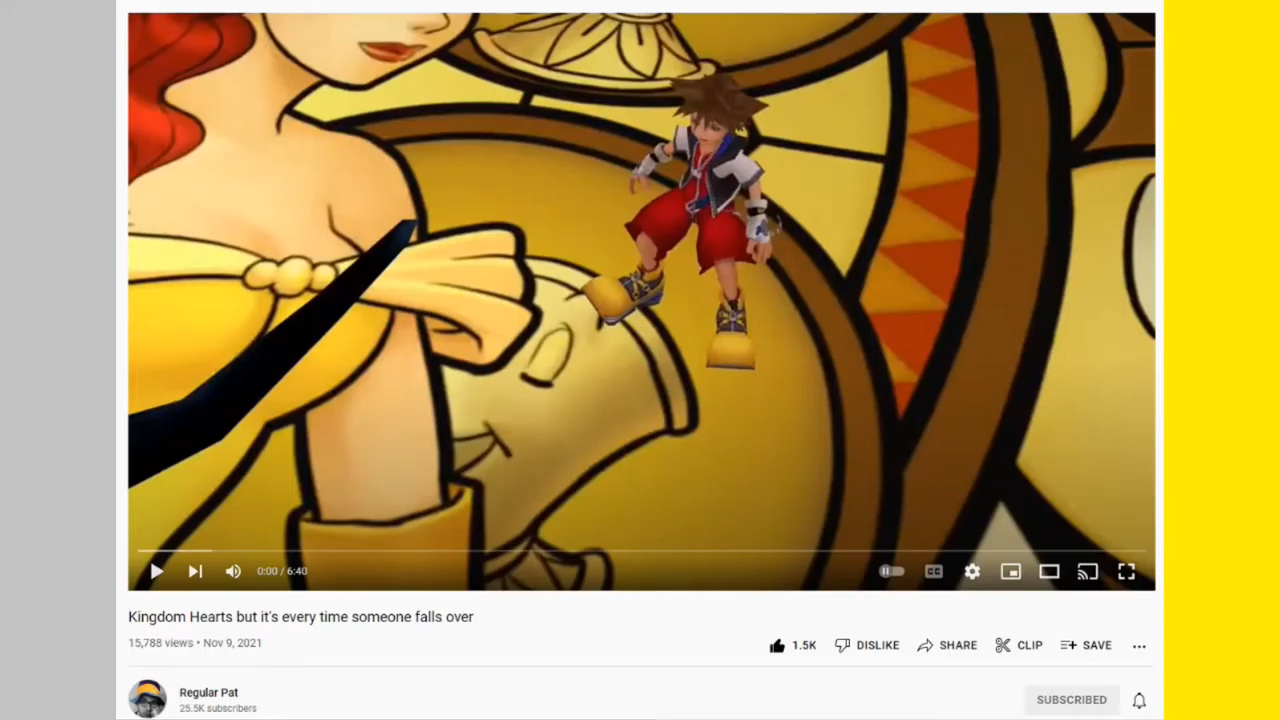 0:00 / 6:40
CC
Kingdom Hearts but it's every time someone falls over
15,788 views • Nov 9, 2021
1.5K DISLIKE SHARE CLIP SAVE
Regular Pat
25.5K subscribers
SUBSCRIBED